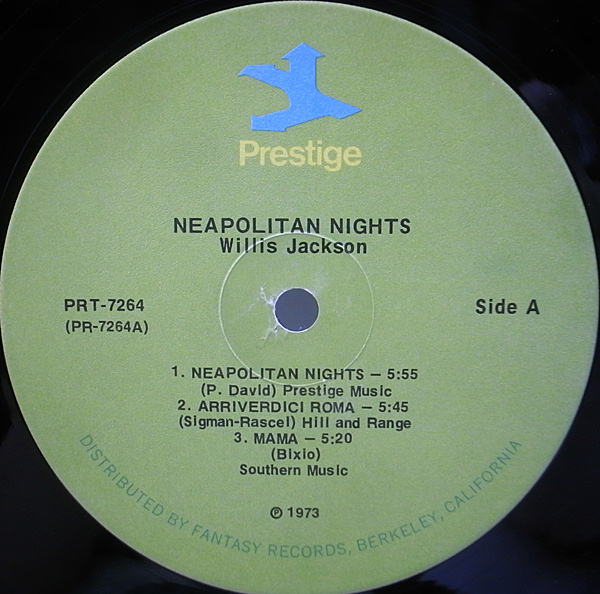 Prestige
NEAPOLITAN NIGHTS
Willis Jackson
PRT-7264
(PR-7264A)
Side A
1. NEAPOLITAN NIGHTS – 5:55
(P. David) Prestige Music
2. ARRIVERDICI ROMA – 5:45
(Sigman-Rascel) Hill and Range
3. MAMA – 5:20
(Bixio)
Southern Music
℗ 1973
DISTRIBUTED BY FANTASY RECORDS, BERKELEY, CALIFORNIA